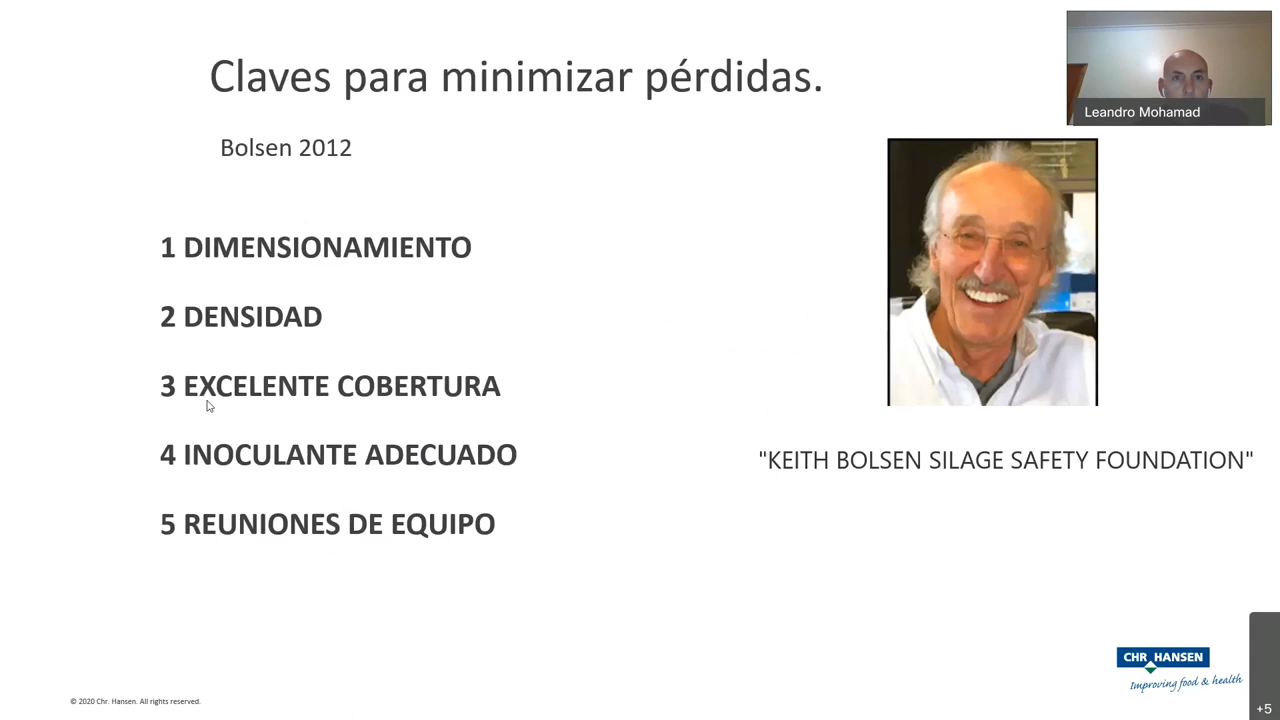 Claves para minimizar pérdidas.
Leandro Mohamad
Bolsen 2012
1 DIMENSIONAMIENTO
2 DENSIDAD
3 EXCELENTE COBERTURA
4 INOCULANTE ADECUADO
"KEITH BOLSEN SILAGE SAFETY FOUNDATION"
5 REUNIONES DE EQUIPO
CHR HANSEN
Improving food & health
© 2020 Chr. Hansen. All rights reserved.
+5